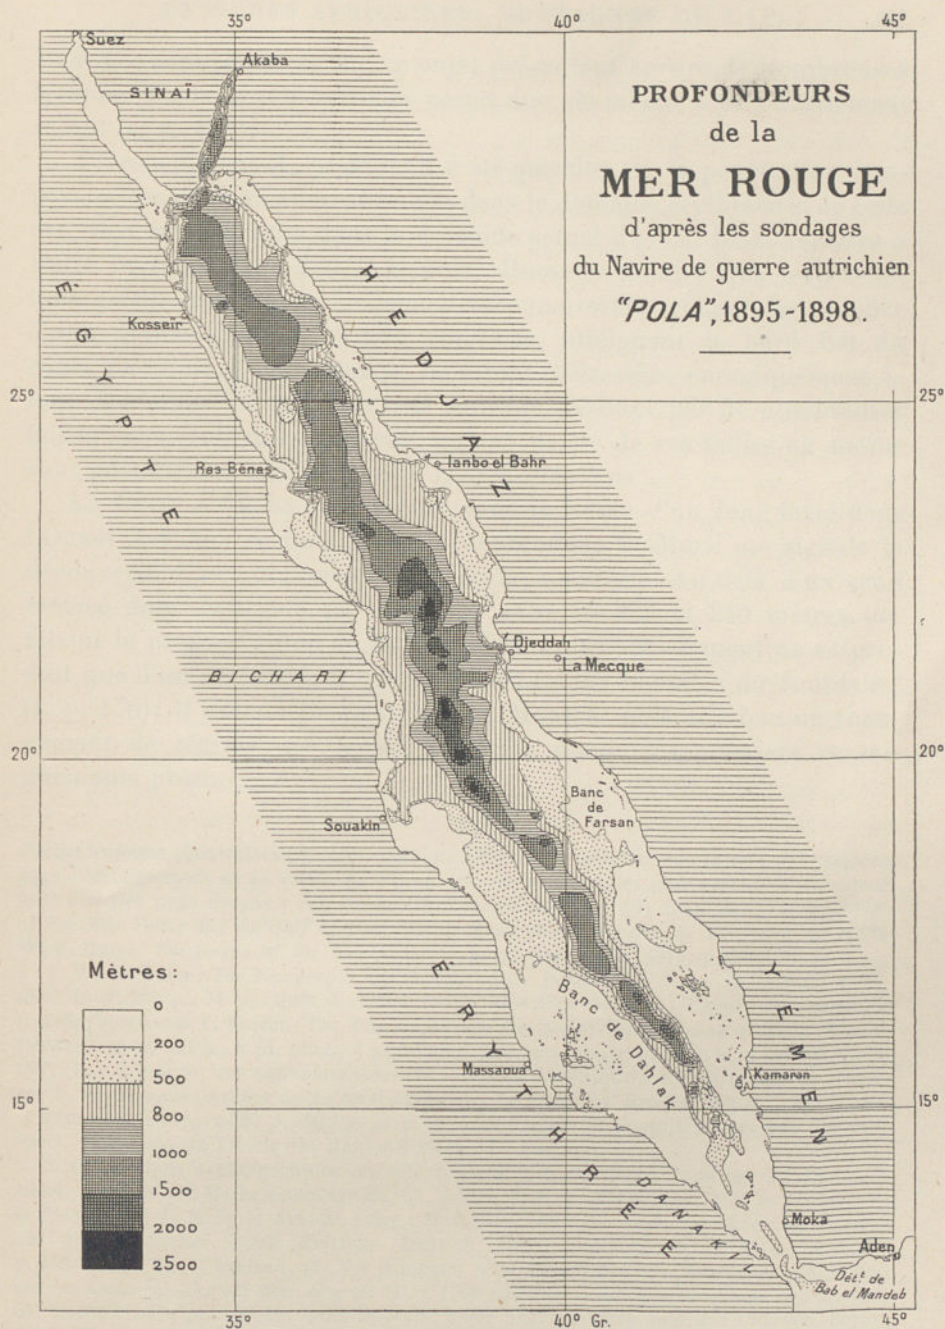 35°
40°
45°
Suez
Akaba
SINAÏ
PROFONDEURS
de la
MER ROUGE
d'après les sondages
du Navire de guerre autrichien
"POLA", 1895-1898.
HEDJAZ
ÉGYPTE
Kosseïr
25°
25°
Ras Bénas
Ianbo el Bahr
Djeddah
La Mecque
BICHARI
20°
20°
Banc
de
Farsan
Souakin
Mètres:
0
200
500
800
1000
1500
2000
2500
ÉRYTHRÉE
Banc de Dahlak
YÉMEN
Massaoua
I. Kamaran
15°
15°
DANAKIL
Moka
Aden
Dét.t de
Bab el Mandeb
35°
40° Gr.
45°